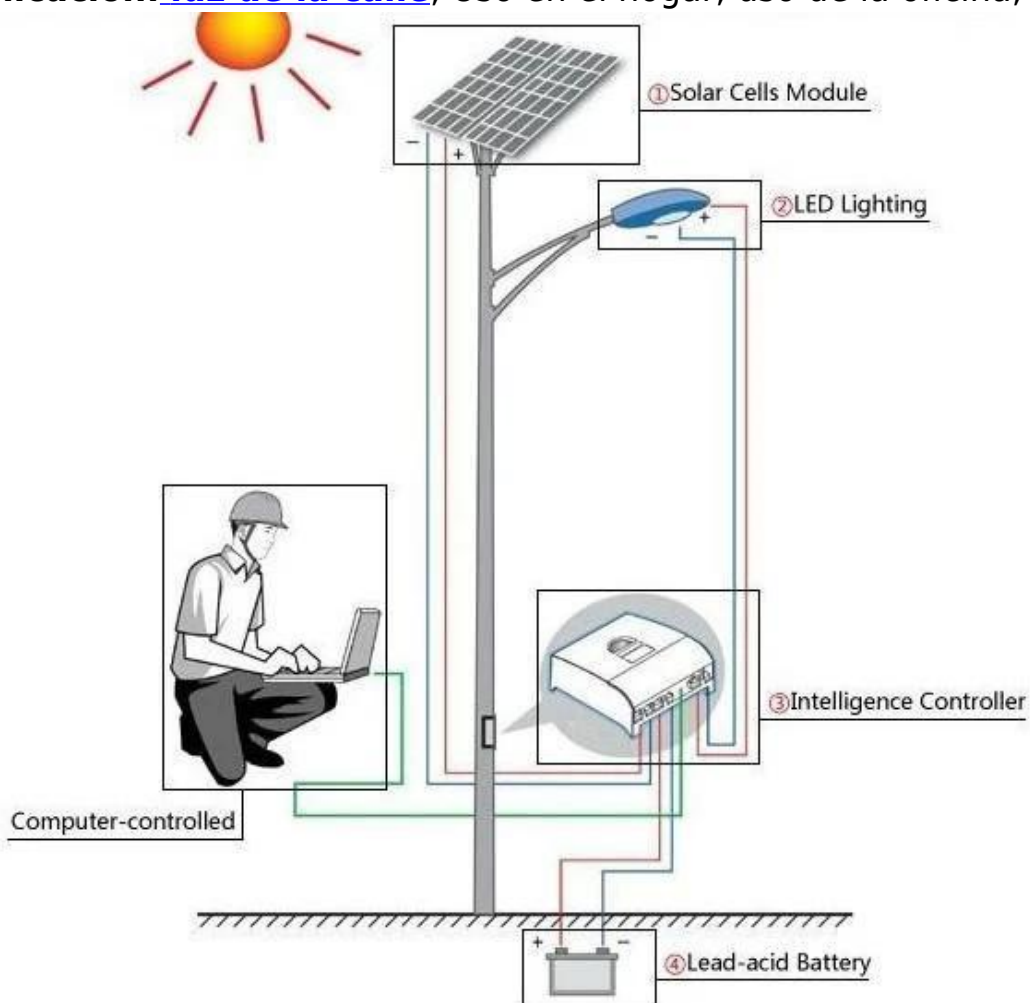 luz de la calle, uso en el hogar, uso de la oficina,
①Solar Cells Module
− +
②LED Lighting
+
−
③Intelligence Controller
Computer-controlled
+ −
④Lead-acid Battery